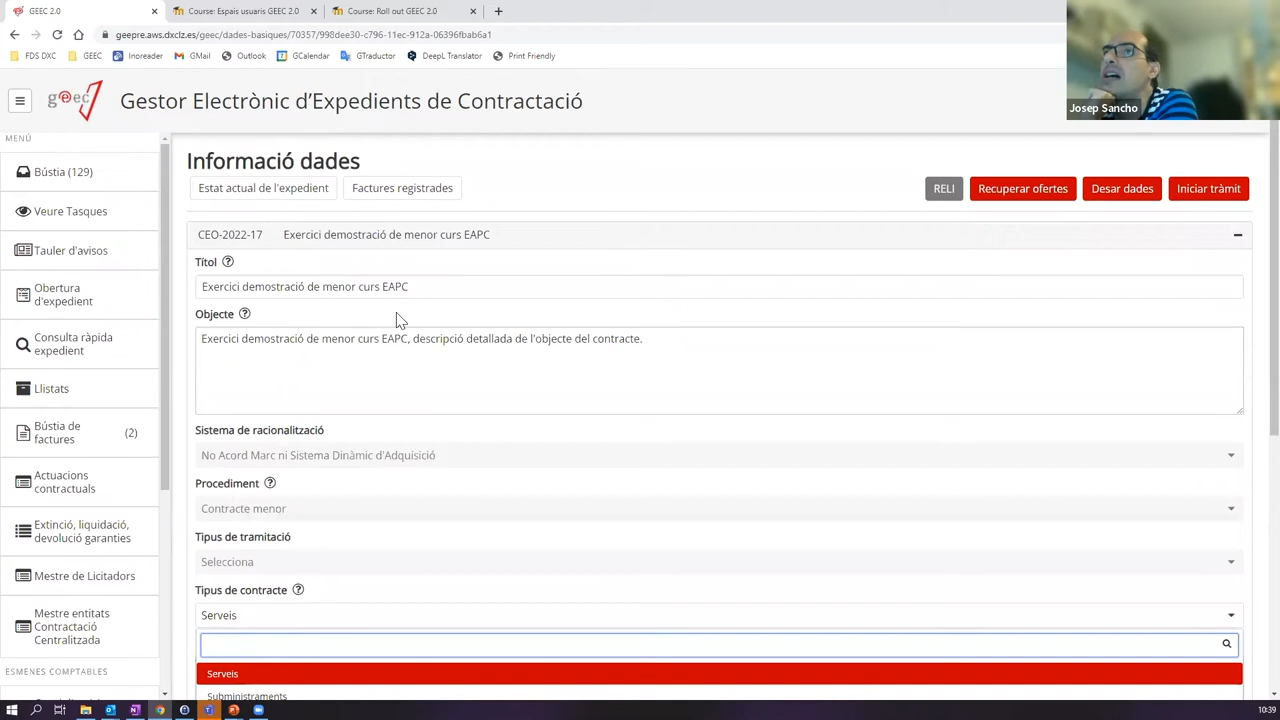 GEEC 2.0
Course: Espais usuaris GEEC 2.0
Course: Roll out GEEC 2.0
geepre.aws.dxclz.es/geec/dades-basiques/70357/998dee30-c796-11ec-912a-06396fbab6a1
FDS DXC
GEEC
Inoreader
GMail
Outlook
GCalendar
GTraductor
DeepL Translator
Print Friendly
Josep Sancho
geec
Gestor Electrònic d'Expedients de Contractació
MENÚ
Bústia (129)
Veure Tasques
Tauler d'avisos
Obertura
d'expedient
Consulta ràpida
expedient
Llistats
Bústia de
factures
(2)
Actuacions
contractuals
Extinció, liquidació,
devolució garanties
Mestre de Licitadors
Mestre entitats
Contractació
Centralitzada
ESMENES COMPTABLES
Informació dades
Estat actual de l'expedient
Factures registrades
RELI
Recuperar ofertes
Desar dades
Iniciar tràmit
CEO-2022-17 Exercici demostració de menor curs EAPC
Títol
Exercici demostració de menor curs EAPC
Objecte
Exercici demostració de menor curs EAPC, descripció detallada de l'objecte del contracte.
Sistema de racionalització
No Acord Marc ni Sistema Dinàmic d'Adquisició
Procediment
Contracte menor
Tipus de tramitació
Selecciona
Tipus de contracte
Serveis
Serveis
Subministraments
10:39